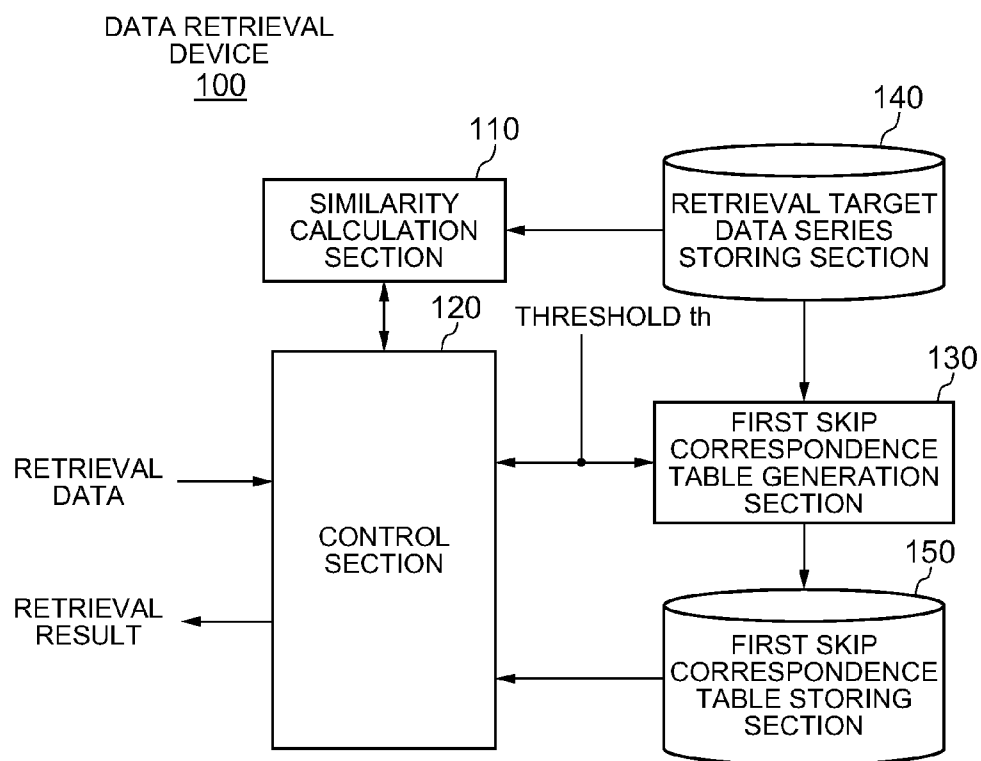 DATA RETRIEVAL
DEVICE
100
140
110
SIMILARITY
CALCULATION
SECTION
RETRIEVAL TARGET
DATA SERIES
STORING SECTION
120
THRESHOLD th
130
FIRST SKIP
CORRESPONDENCE
TABLE GENERATION
SECTION
RETRIEVAL
DATA
CONTROL
SECTION
150
RETRIEVAL
RESULT
FIRST SKIP
CORRESPONDENCE
TABLE STORING
SECTION